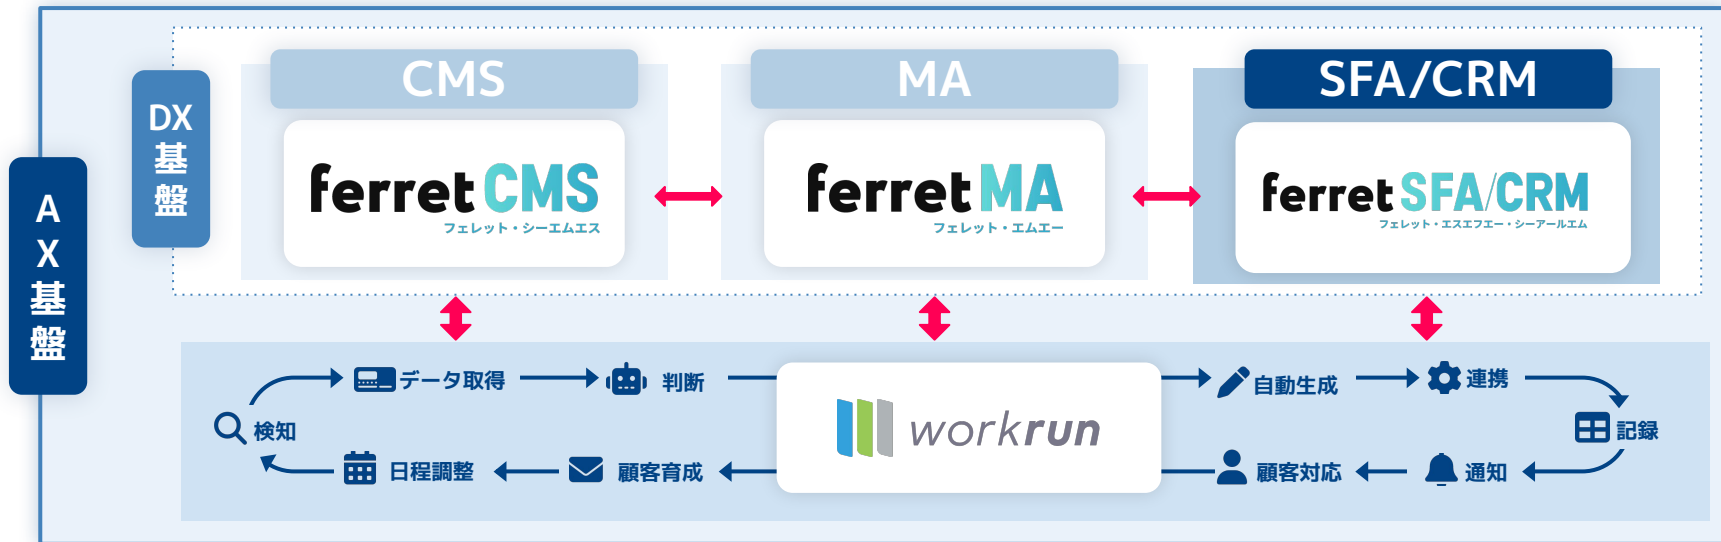 CMS
MA
SFA/CRM
DX基盤
AX基盤
ferret CMS
フェレット・シーエムエス
ferret MA
フェレット・エムエー
ferret SFA/CRM
フェレット・エスエフエー・シーアールエム
データ取得
判断
自動生成
連携
検知
workrun
記録
日程調整
顧客育成
顧客対応
通知